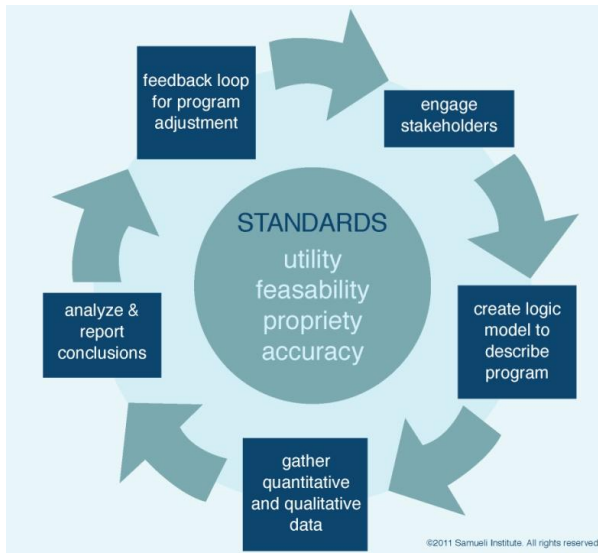 feedback loop
for program
adjustment
engage
stakeholders
STANDARDS
utility
feasability
propriety
accuracy
analyze &
report
conclusions
create logic
model to
describe
program
gather
quantitative
and qualitative
data
©2011 Samueli Institute. All rights reserved